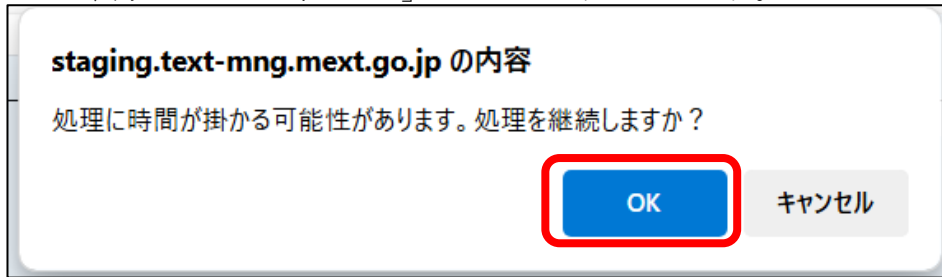 staging.text-mng.mext.go.jp の内容
処理に時間が掛かる可能性があります。処理を継続しますか？
OK キャンセル